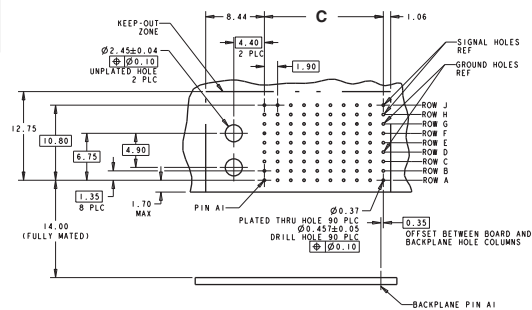 8.44
C
1.06
KEEP-OUT
ZONE
4.40
2 PLC
1.90
SIGNAL HOLES
REF
GROUND HOLES
REF
Ø2.45±0.04
⌖ Ø0.10
UNPLATED HOLE
2 PLC
12.75
10.80
6.75
4.90
1.35
8 PLC
1.70
MAX
14.00
(FULLY MATED)
ROW J
ROW H
ROW G
ROW F
ROW E
ROW D
ROW C
ROW B
ROW A
PIN A1
Ø0.37
PLATED THRU HOLE 90 PLC
Ø0.457±0.05
DRILL HOLE 90 PLC
⌖ Ø0.10
0.35
OFFSET BETWEEN BOARD AND
BACKPLANE HOLE COLUMNS
BACKPLANE PIN A1